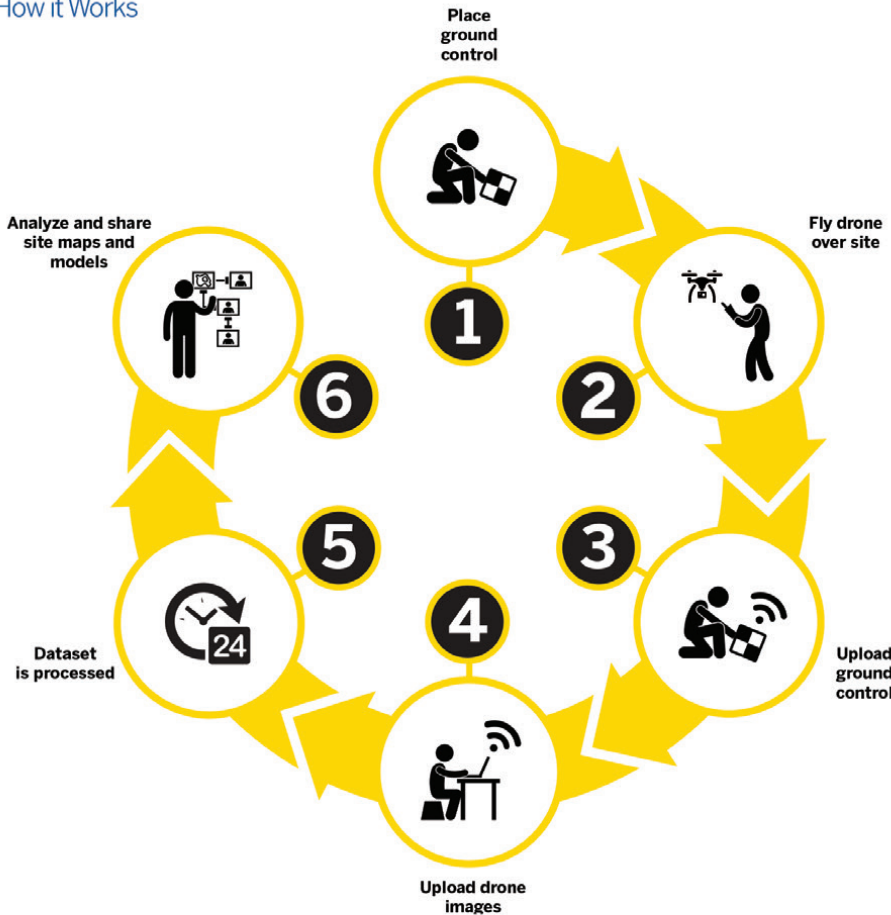 How it Works
Place
ground
control
1
Fly drone
over site
2
Upload
ground
control
3
Upload drone
images
4
Dataset
is processed
24
5
Analyze and share
site maps and
models
6